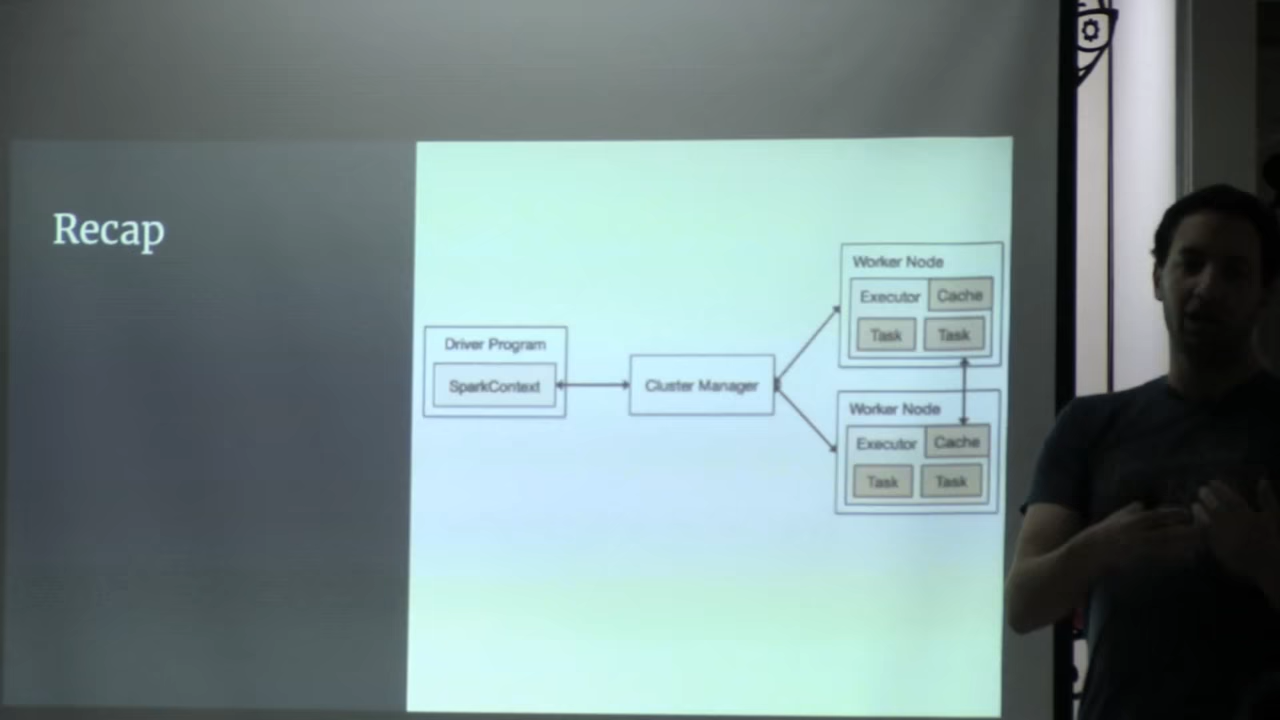 Recap
Driver Program
SparkContext
Cluster Manager
Worker Node
Executor
Cache
Task
Task
Worker Node
Executor
Cache
Task
Task